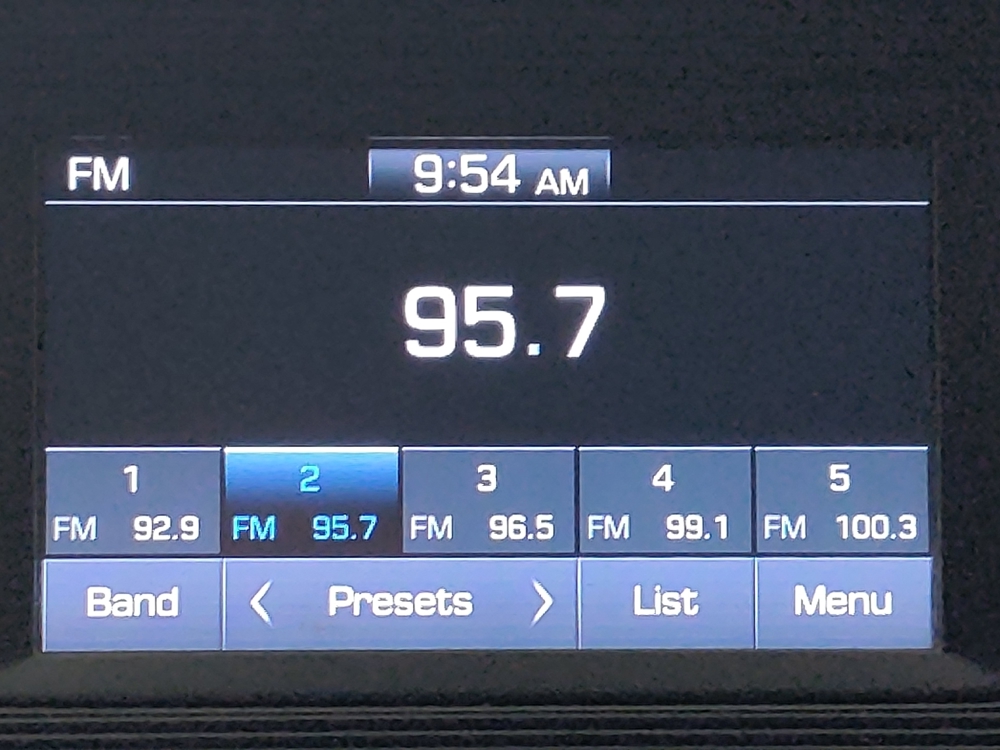 FM 9:54 AM
95.7
1 2 3 4 5
FM 92.9 FM 95.7 FM 96.5 FM 99.1 FM 100.3
Band < Presets > List Menu